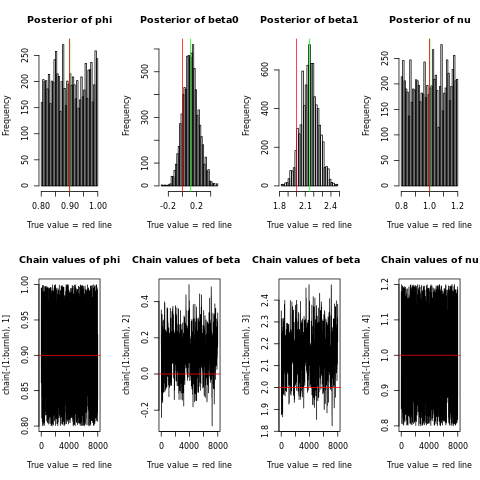 Posterior of phi
Posterior of beta0
Posterior of beta1
Posterior of nu
Frequency
0 50 100 150 200 250
0.80 0.90 1.00
True value = red line
Frequency
0 100 300 500
-0.2 0.2
True value = red line
Frequency
0 200 400 600
1.8 2.1 2.4
True value = red line
Frequency
0 50 100 150 200 250
0.8 1.0 1.2
True value = red line
Chain values of phi
Chain values of beta
Chain values of beta
Chain values of nu
chain[-(1:burnIn), 1]
0.80 0.85 0.90 0.95 1.00
0 4000 8000
True value = red line
chain[-(1:burnIn), 2]
-0.2 0.0 0.2 0.4
0 4000 8000
True value = red line
chain[-(1:burnIn), 3]
1.8 1.9 2.0 2.1 2.2 2.3 2.4
0 4000 8000
True value = red line
chain[-(1:burnIn), 4]
0.8 0.9 1.0 1.1 1.2
0 4000 8000
True value = red line